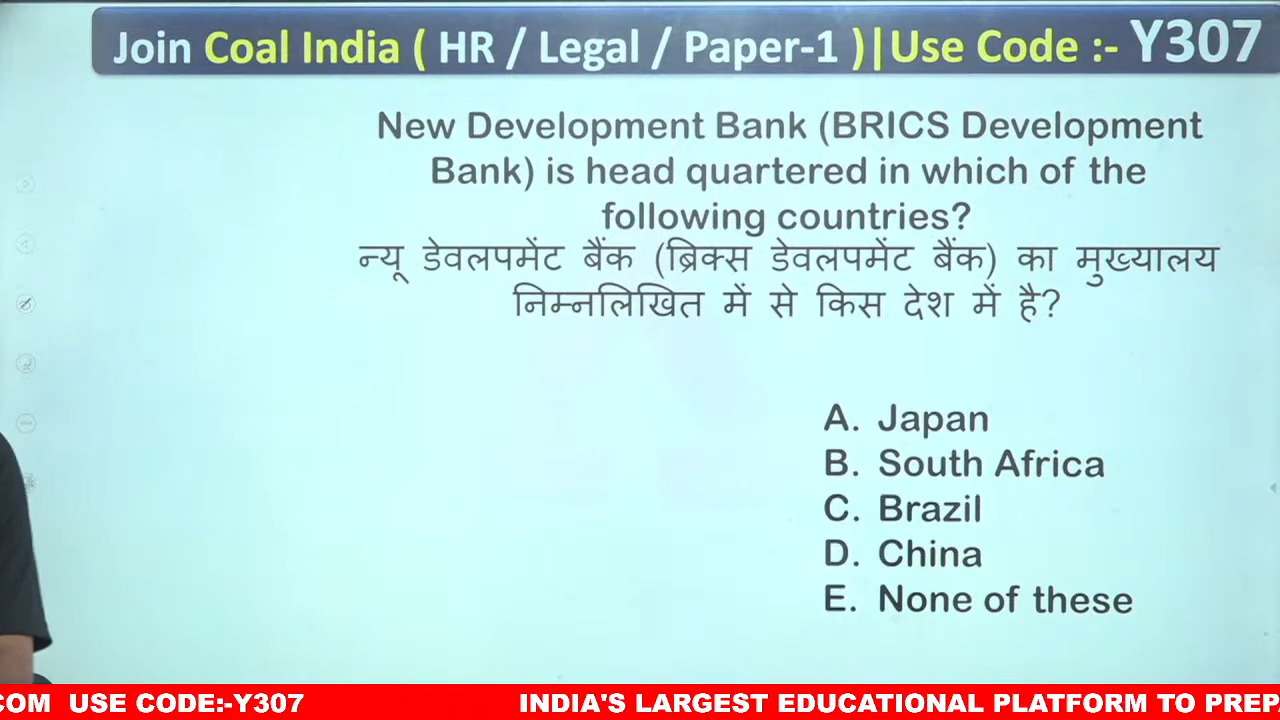 Join Coal India ( HR / Legal / Paper-1 )|Use Code :- Y307
New Development Bank (BRICS Development
Bank) is head quartered in which of the
following countries?
न्यू डेवलपमेंट बैंक (ब्रिक्स डेवलपमेंट बैंक) का मुख्यालय
निम्नलिखित में से किस देश में है?
A. Japan
B. South Africa
C. Brazil
D. China
E. None of these
COM USE CODE:-Y307 INDIA'S LARGEST EDUCATIONAL PLATFORM TO PREP